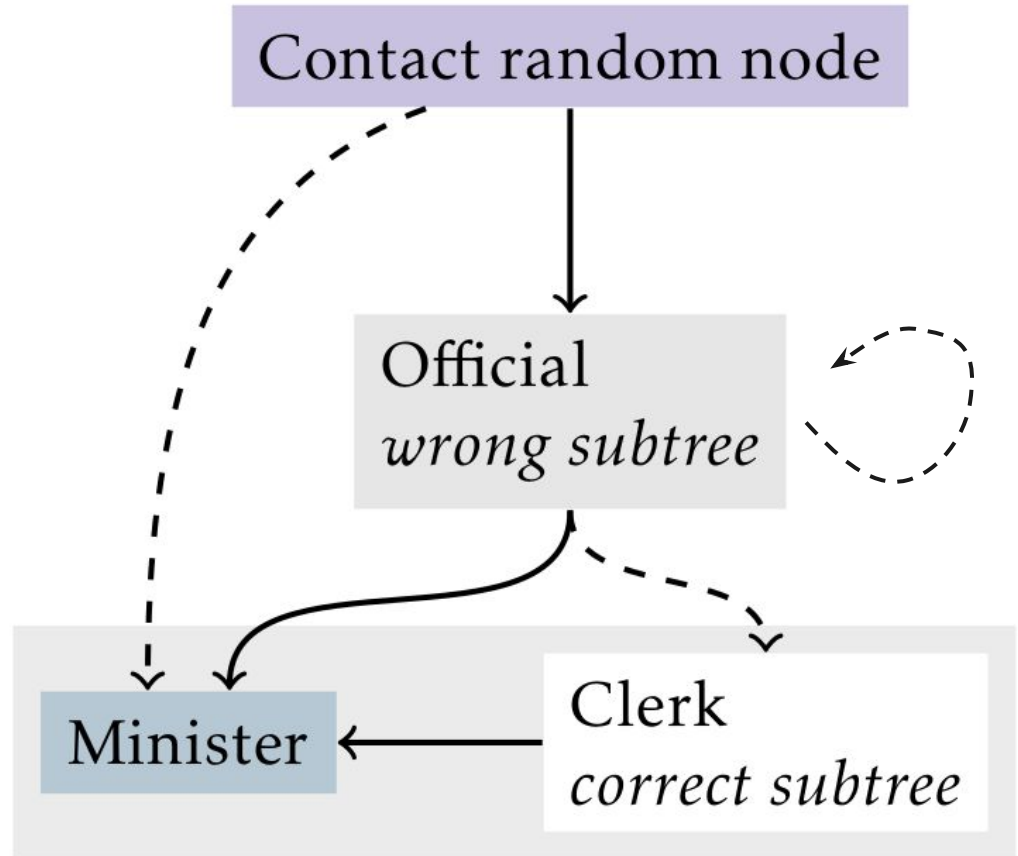 Contact random node
Official
wrong subtree
Clerk
correct subtree
Minister